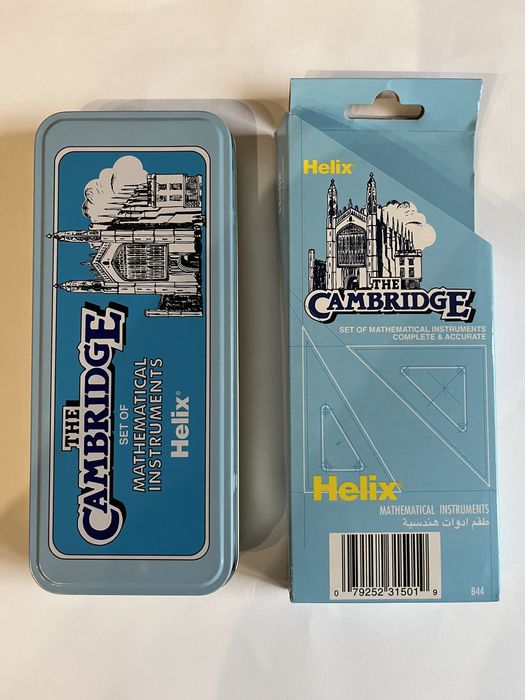 THE
CAMBRIDGE
SET OF
MATHEMATICAL
INSTRUMENTS
Helix®
Helix®
THE
CAMBRIDGE
SET OF MATHEMATICAL INSTRUMENTS
COMPLETE & ACCURATE
Helix®
MATHEMATICAL INSTRUMENTS
طقم ادوات هندسية
0 79252 31501 9
B44